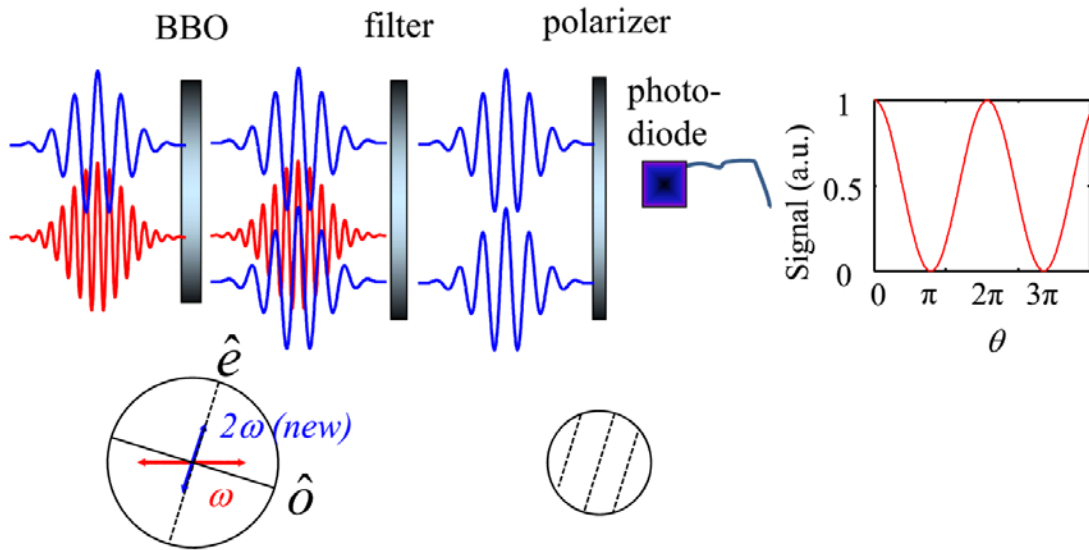 BBO
filter
polarizer
photo-
diode
Signal (a.u.)
1
0.5
0
0
π
2π
3π
θ
ê
2ω (new)
ω
ô